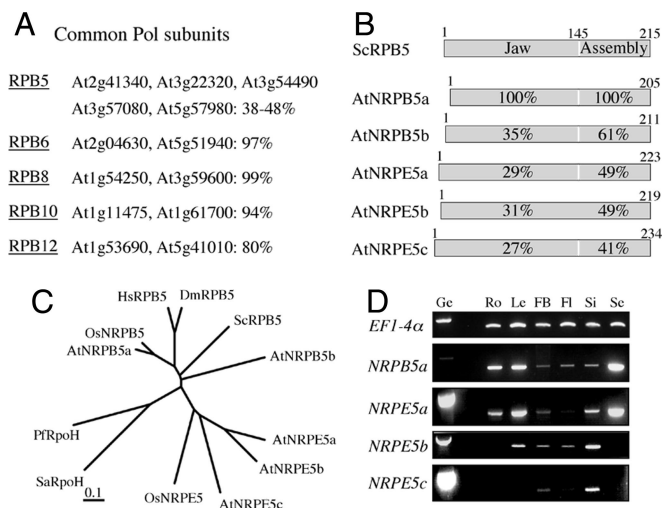 A
Common Pol subunits
RPB5 At2g41340, At3g22320, At3g54490
At3g57080, At5g57980: 38-48%
RPB6 At2g04630, At5g51940: 97%
RPB8 At1g54250, At3g59600: 99%
RPB10 At1g11475, At1g61700: 94%
RPB12 At1g53690, At5g41010: 80%
B
1 145 215
ScRPB5 Jaw Assembly
1 205
AtNRPB5a 100% 100%
211
AtNRPB5b 1 35% 61%
223
AtNRPE5a 1 29% 49%
219
AtNRPE5b 1 31% 49%
234
AtNRPE5c 1 27% 41%
C
HsRPB5 DmRPB5
ScRPB5
OsNRPB5
AtNRPB5a
AtNRPB5b
PfRpoH
AtNRPE5a
AtNRPE5b
SaRpoH
OsNRPE5
AtNRPE5c
0.1
D
Ge Ro Le FB Fl Si Se
EF1-4α
NRPB5a
NRPE5a
NRPE5b
NRPE5c